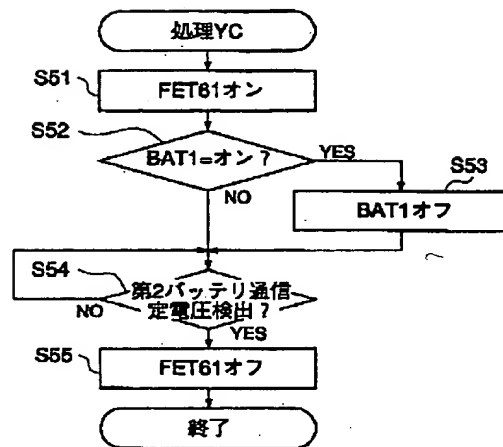 処理YC
S51
FET61オン
S52
BAT1=オン?
YES
S53
NO
BAT1オフ
S54
第2バッテリ通信
定電圧検出?
NO
YES
S55
FET61オフ
終了